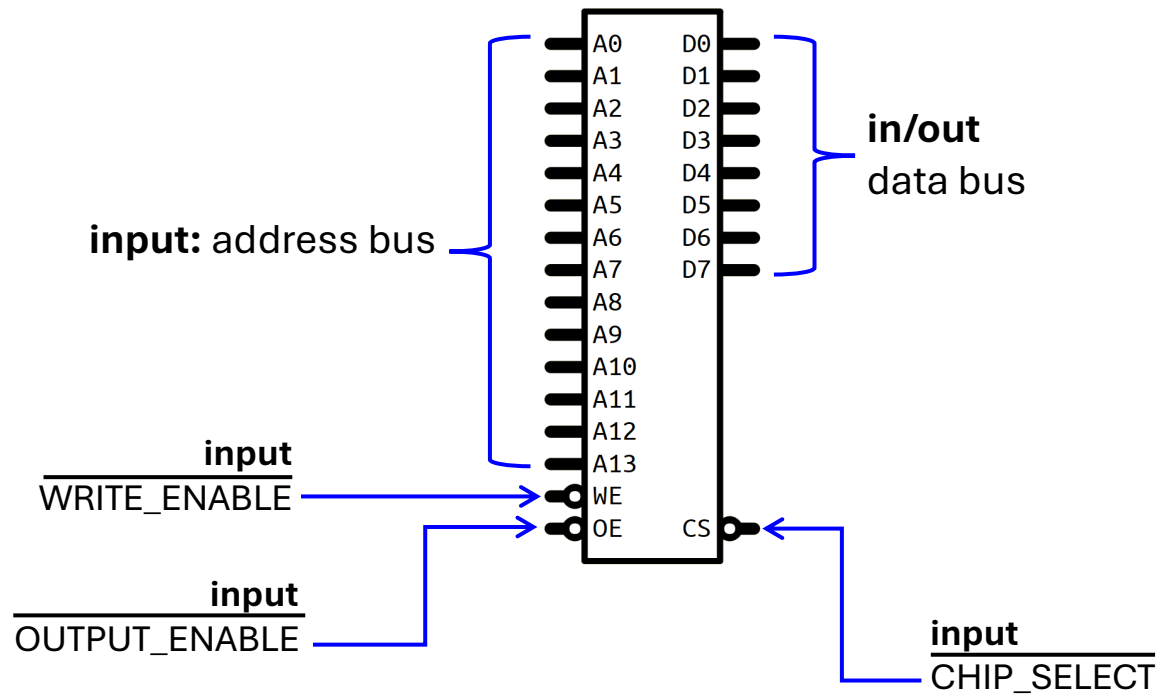 A0 D0
A1 D1
A2 D2
A3 D3
A4 D4
A5 D5
A6 D6
A7 D7
A8
A9
A10
A11
A12
A13
WE
OE CS
input: address bus
in/out
data bus
input
WRITE_ENABLE
input
OUTPUT_ENABLE
input
CHIP_SELECT